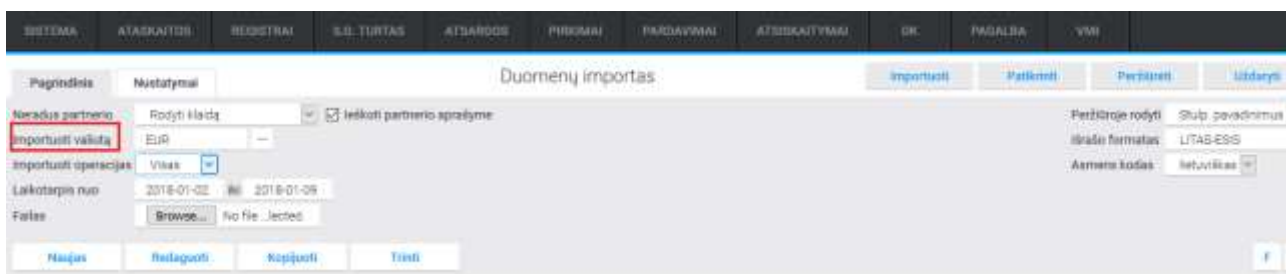 SISTEMA ATASKAITOS REGISTRAI ILG. TURTAS ATSARGOS PIRKIMAI PARDAVIMAI ATSISKAITYMAI DK PAGALBA VMI
Pagrindinis Nustatymai Duomenų importas Importuoti Patikrinti Peržiūrėti Uždaryti
Neradus partnerio Rodyti klaidą Ieškoti partnerio aprašyme Peržiūroje rodyti Stulp. pavadinimus
Importuoti valiutą EUR ... Išrašo formatas LITAS-ESIS
Importuoti operacijas Visas Asmens kodas lietuviškas
Laikotarpis nuo 2018-01-02 iki 2018-01-09
Failas Browse... No file ...lected.
Naujas Redaguoti Kopijuoti Trinti F